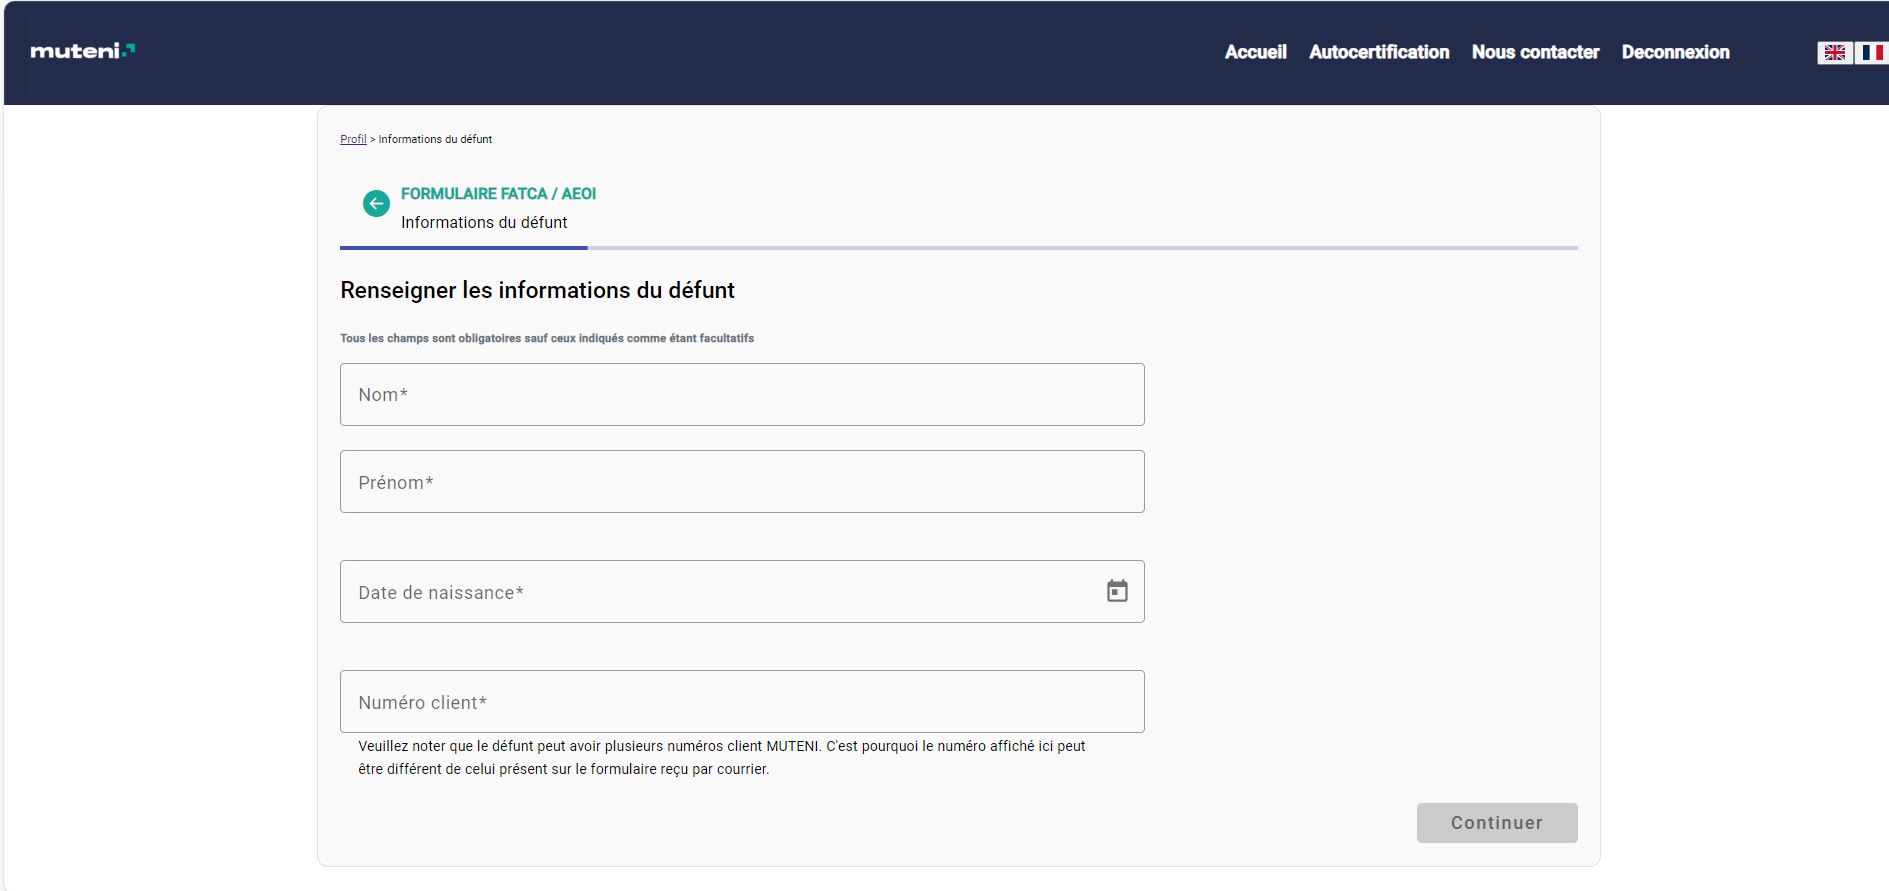 muteni
Accueil Autocertification Nous contacter Deconnexion
Profil > Informations du défunt
FORMULAIRE FATCA / AEOI
Informations du défunt
Renseigner les informations du défunt
Tous les champs sont obligatoires sauf ceux indiqués comme étant facultatifs
Nom*
Prénom*
Date de naissance*
Numéro client*
Veuillez noter que le défunt peut avoir plusieurs numéros client MUTENI. C'est pourquoi le numéro affiché ici peut
être différent de celui présent sur le formulaire reçu par courrier.
Continuer